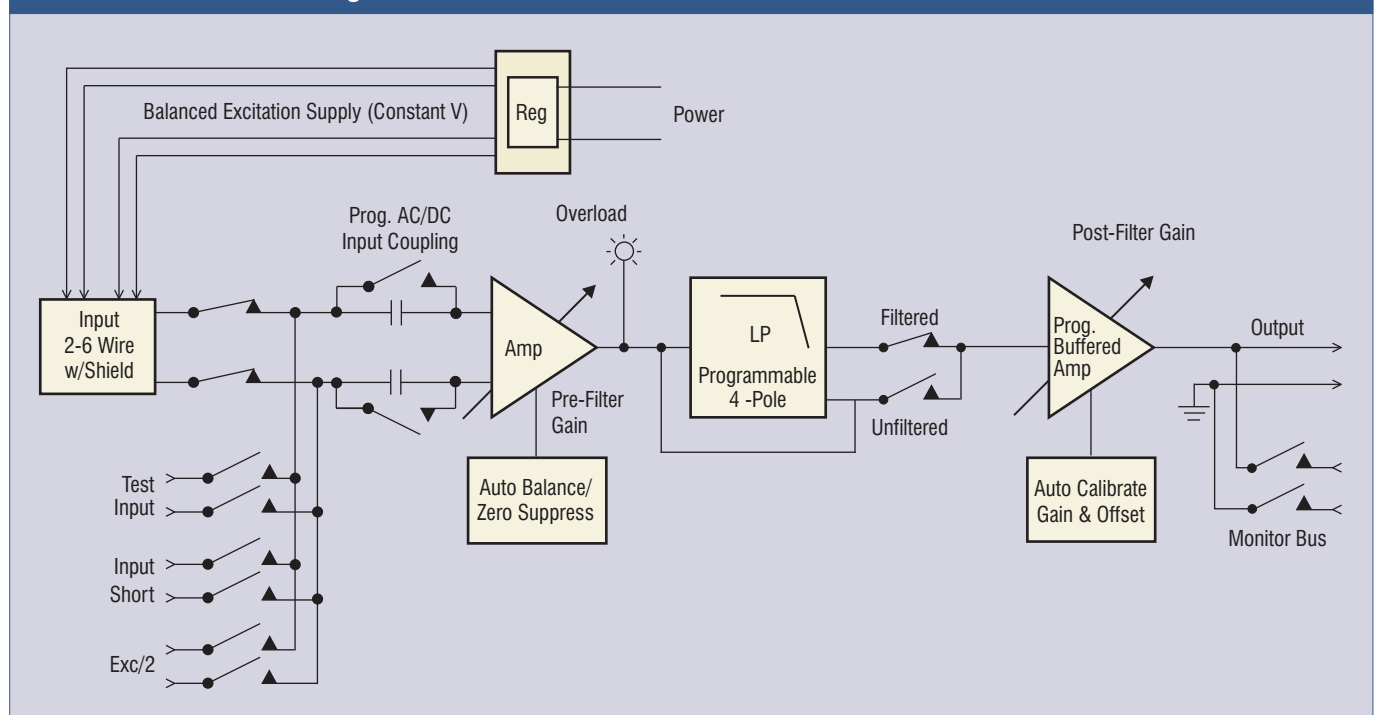 Balanced Excitation Supply (Constant V)
Reg
Power
Prog. AC/DC
Input Coupling
Overload
Post-Filter Gain
Input
2-6 Wire
w/Shield
Amp
Pre-Filter
Gain
LP
Programmable
4 -Pole
Filtered
Unfiltered
Prog.
Buffered
Amp
Output
Auto Balance/
Zero Suppress
Auto Calibrate
Gain & Offset
Monitor Bus
Test
Input
Input
Short
Exc/2